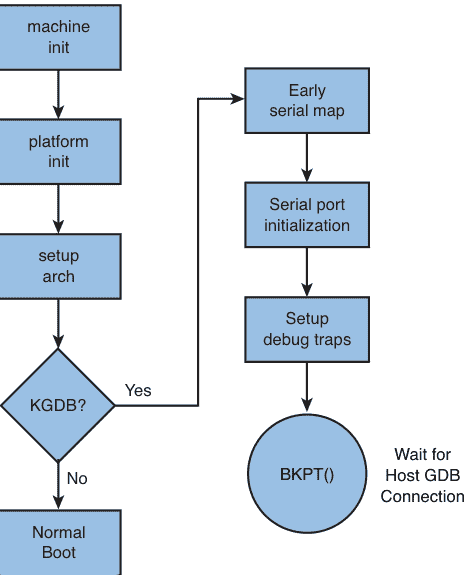 machine
init
platform
init
setup
arch
KGDB?
Yes
No
Normal
Boot
Early
serial map
Serial port
initialization
Setup
debug traps
BKPT()
Wait for
Host GDB
Connection